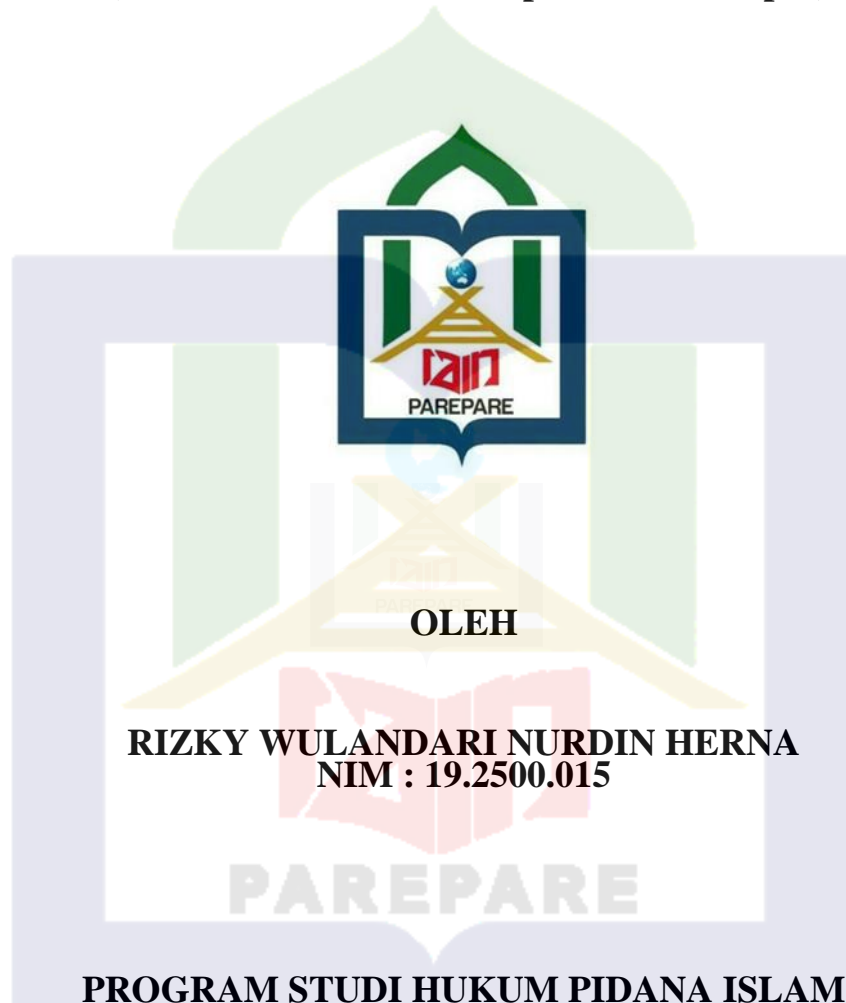 PAREPARE
OLEH
RIZKY WULANDARI NURDIN HERNA
NIM : 19.2500.015
PAREPARE
PROGRAM STUDI HUKUM PIDANA ISLAM